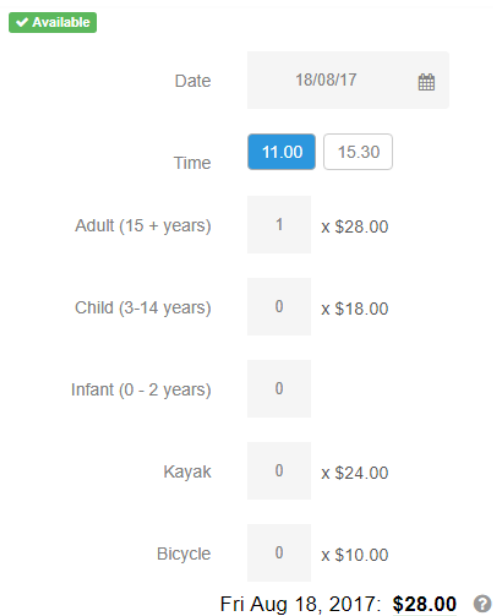 Available
Date 18/08/17
Time 11.00 15.30
Adult (15 + years) 1 x $28.00
Child (3-14 years) 0 x $18.00
Infant (0 - 2 years) 0
Kayak 0 x $24.00
Bicycle 0 x $10.00
Fri Aug 18, 2017: $28.00 ?